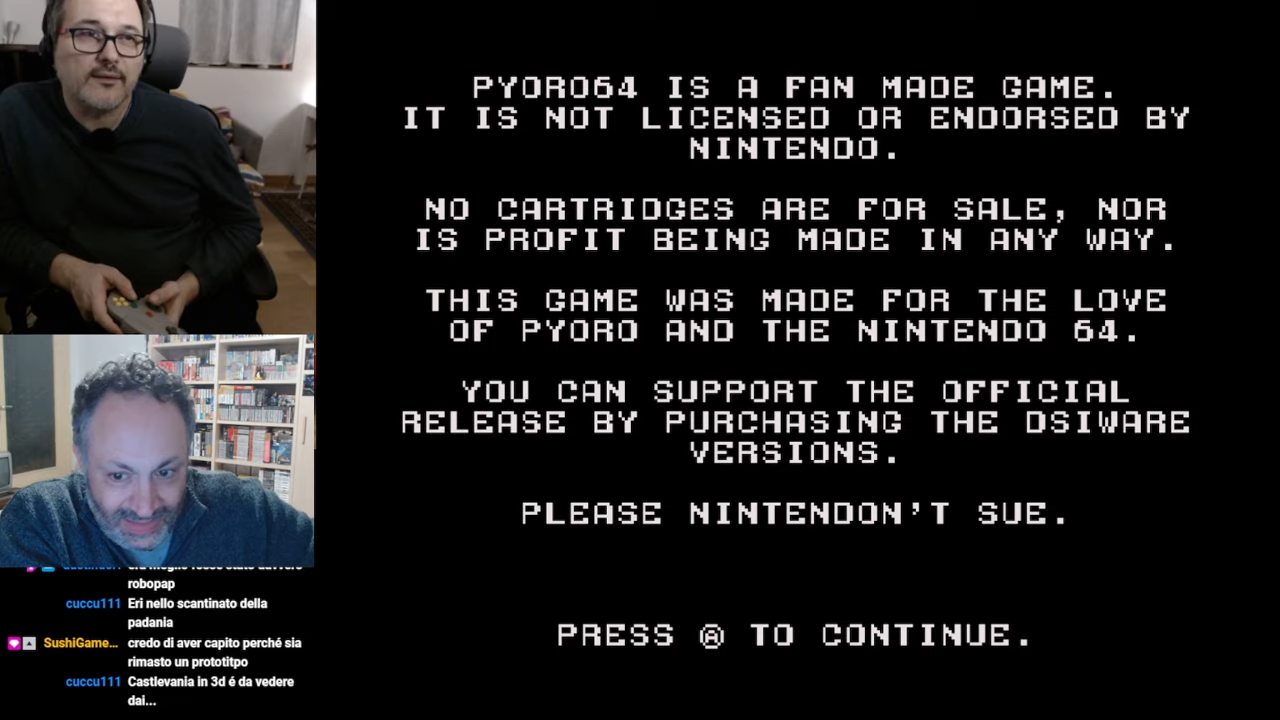 PYORO64 IS A FAN MADE GAME.
IT IS NOT LICENSED OR ENDORSED BY
NINTENDO.
NO CARTRIDGES ARE FOR SALE, NOR
IS PROFIT BEING MADE IN ANY WAY.
THIS GAME WAS MADE FOR THE LOVE
OF PYORO AND THE NINTENDO 64.
YOU CAN SUPPORT THE OFFICIAL
RELEASE BY PURCHASING THE DSIWARE
VERSIONS.
PLEASE NINTENDON'T SUE.
PRESS Ⓐ TO CONTINUE.
robopap
cuccu111 Eri nello scantinato della
padania
SushiGame... credo di aver capito perché sia
rimasto un prototitpo
cuccu111 Castlevania in 3d é da vedere
dai...